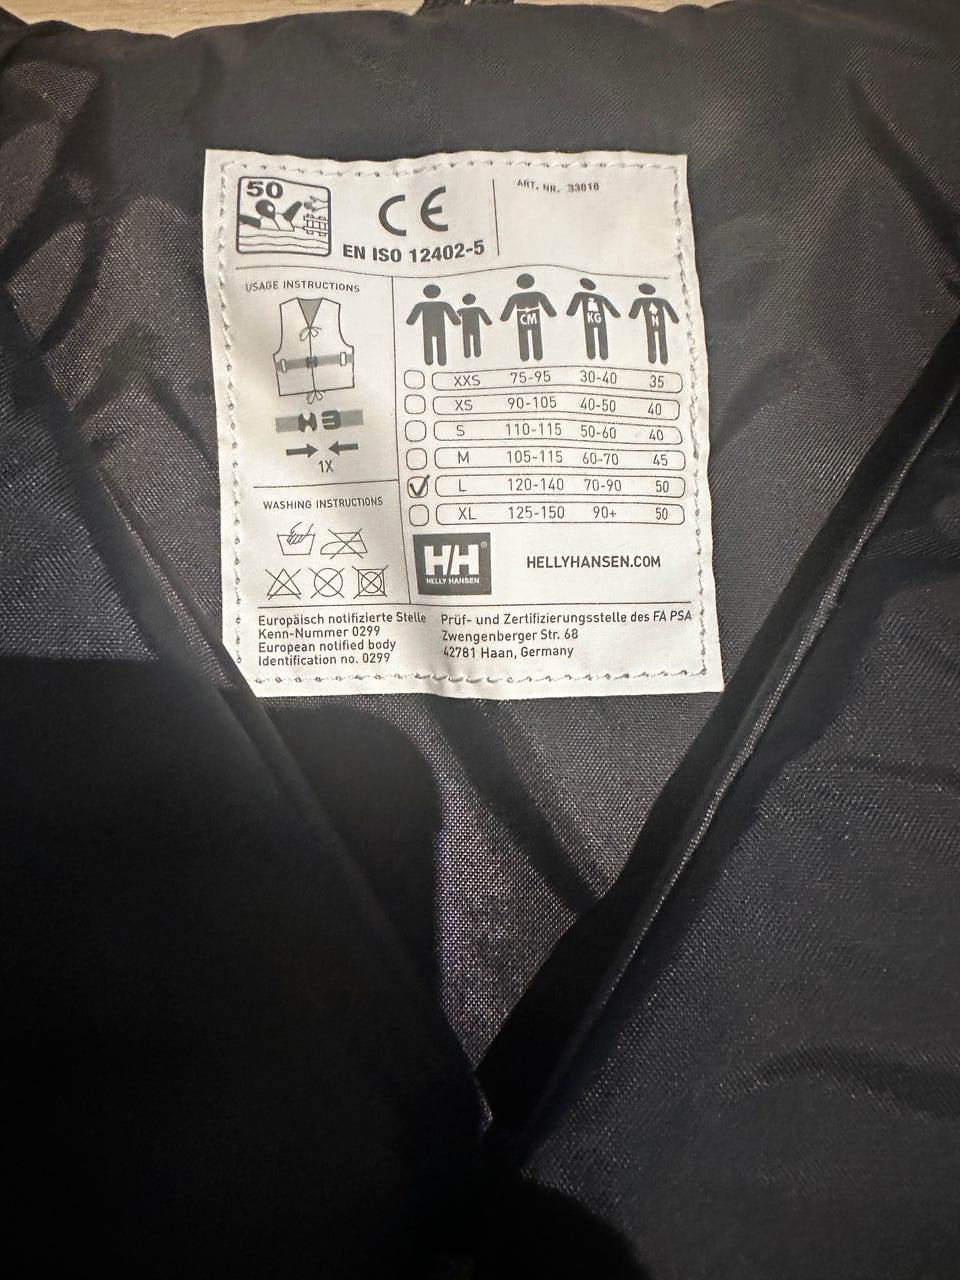 50
CE
EN ISO 12402-5
ART. NR. 33818
USAGE INSTRUCTIONS
1X
WASHING INSTRUCTIONS
CM KG N
XXS 75-95 30-40 35
XS 90-105 40-50 40
S 110-115 50-60 40
M 105-115 60-70 45
L 120-140 70-90 50
XL 125-150 90+ 50
H/H®
HELLY HANSEN
HELLYHANSEN.COM
Europäisch notifizierte Stelle
Kenn-Nummer 0299
European notified body
Identification no. 0299
Prüf- und Zertifizierungsstelle des FA PSA
Zwengenberger Str. 68
42781 Haan, Germany